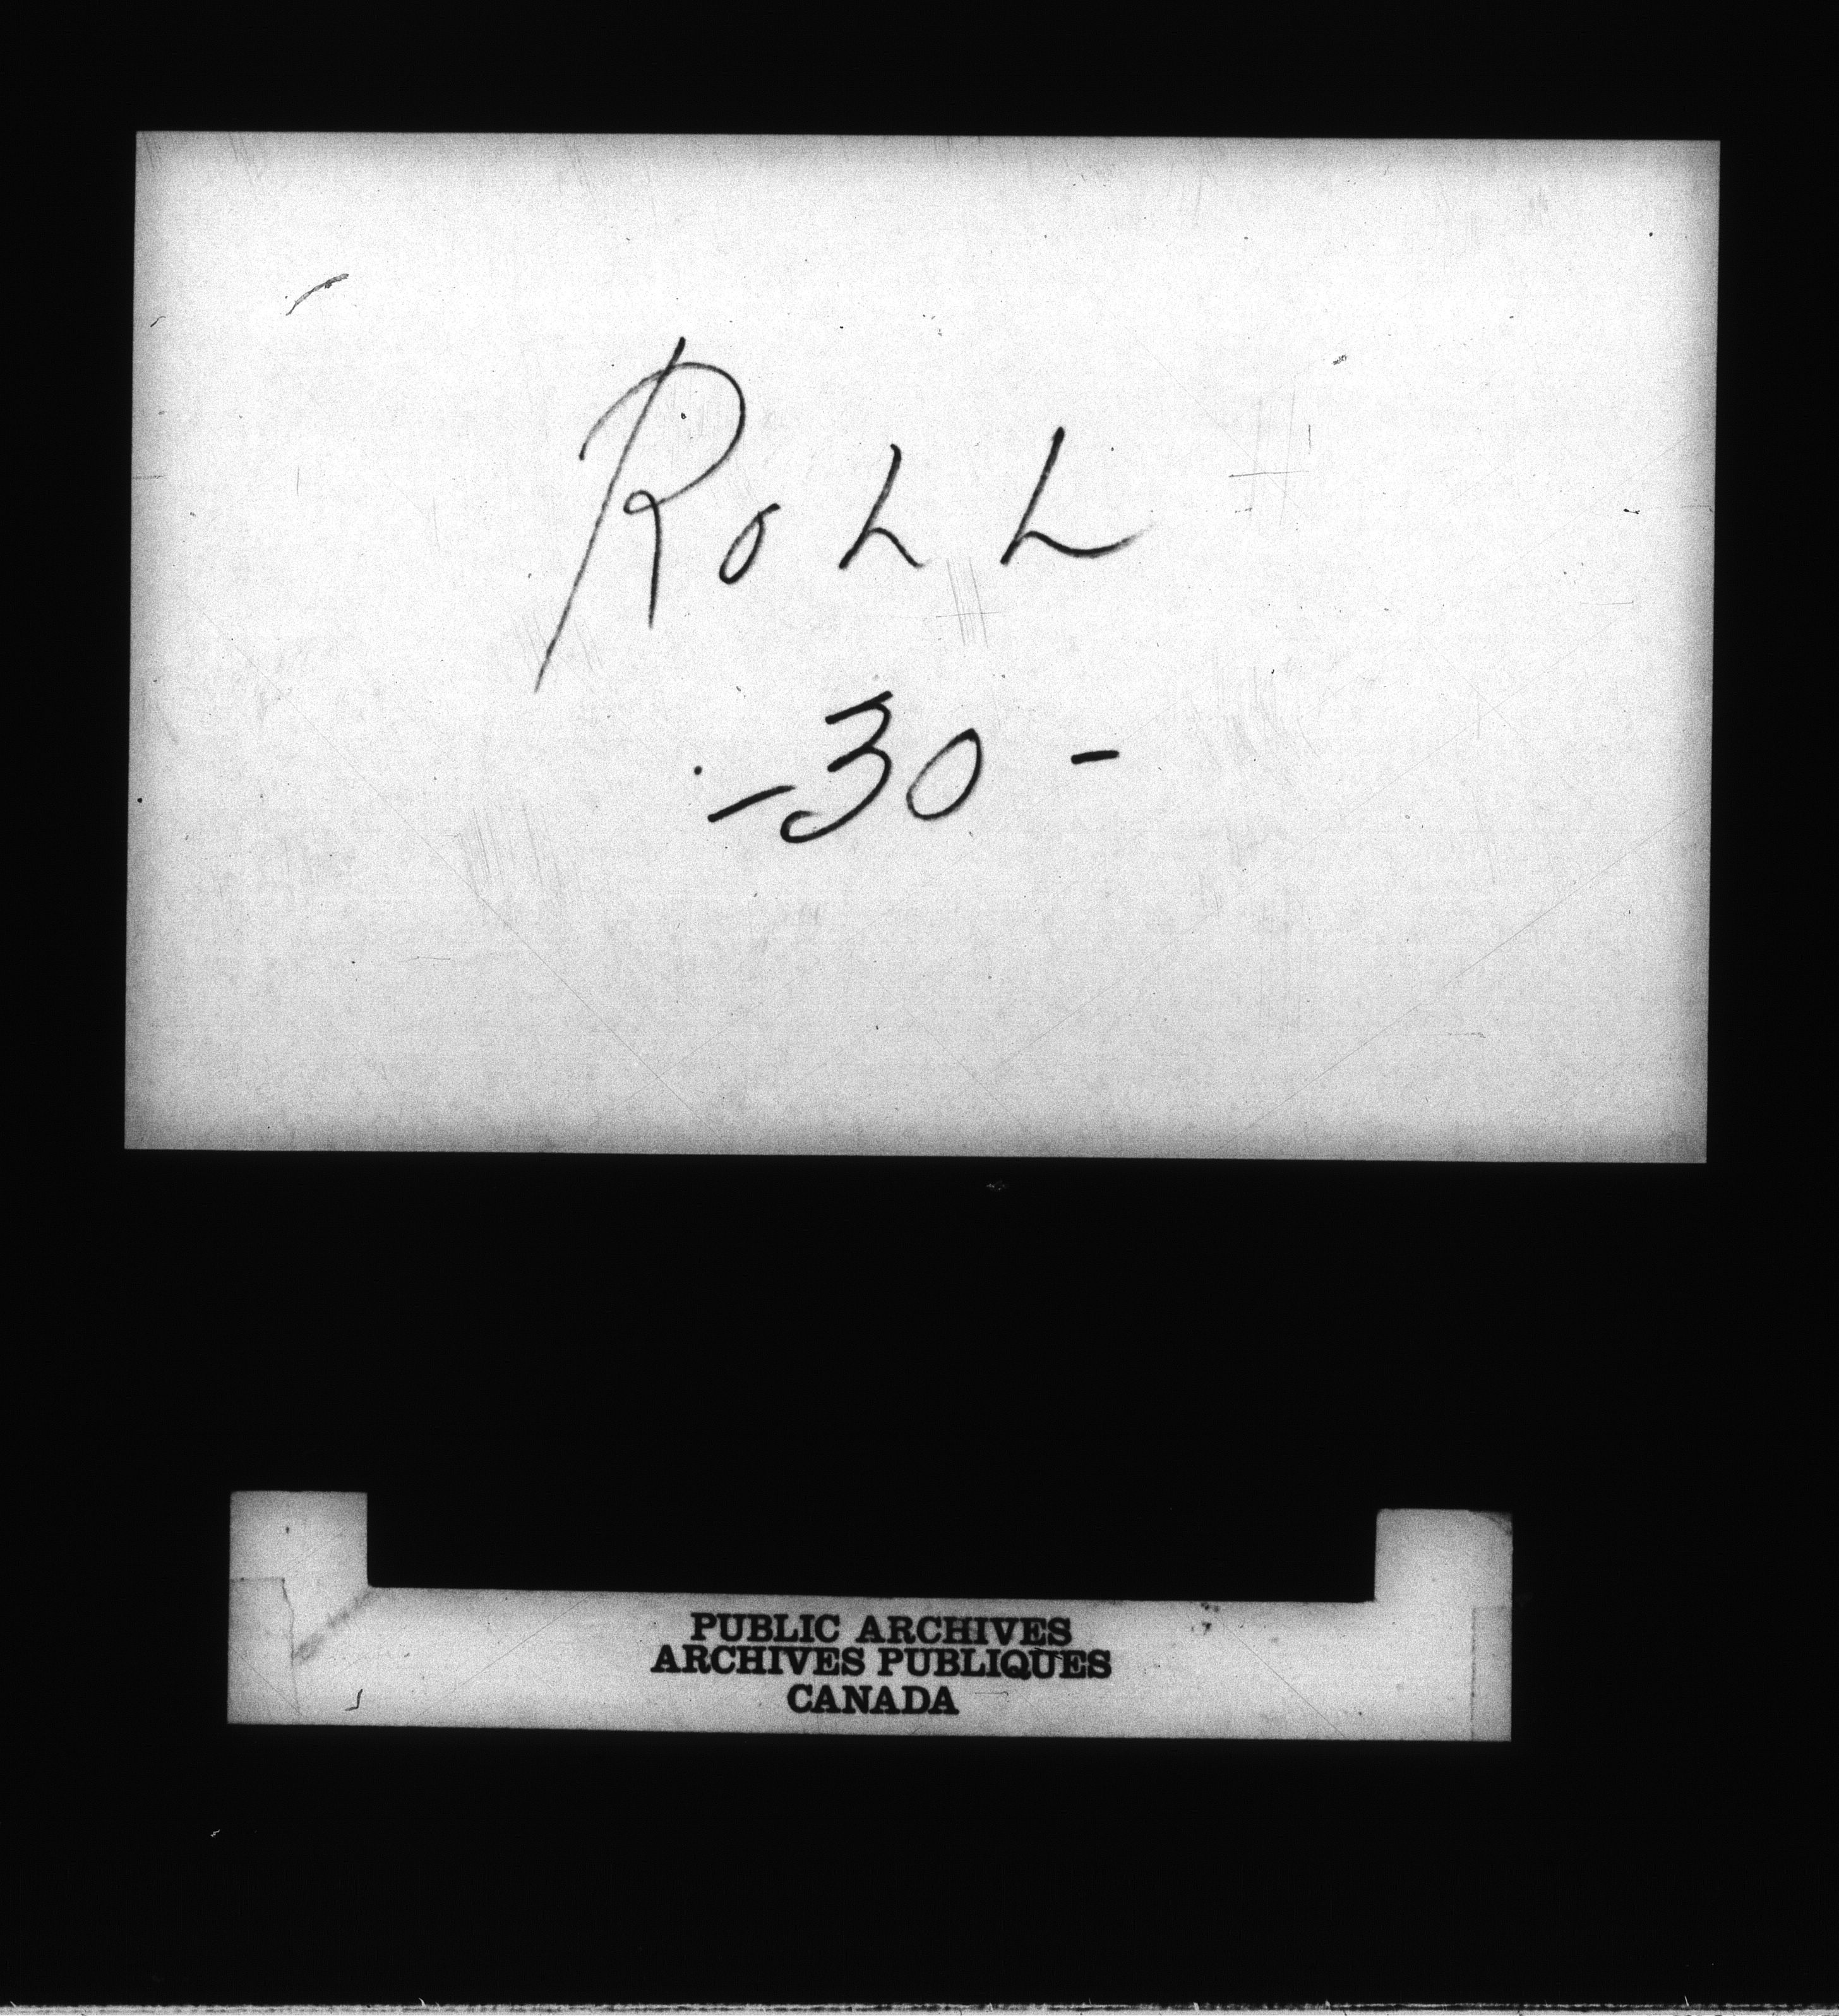 RoLL
-30-
PUBLIC ARCHIVES
ARCHIVES PUBLIQUES
CANADA